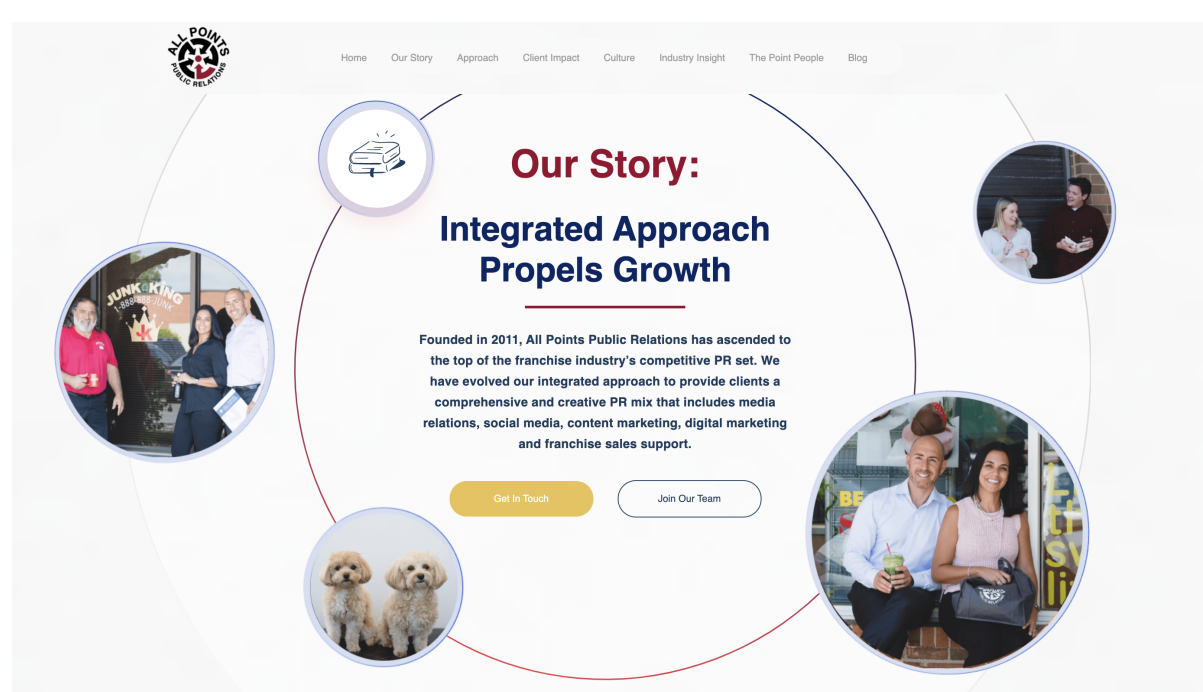 ALL POINTS
PUBLIC RELATIONS
Home
Our Story
Approach
Client Impact
Culture
Industry Insight
The Point People
Blog
Our Story:
Integrated Approach
Propels Growth
Founded in 2011, All Points Public Relations has ascended to
the top of the franchise industry’s competitive PR set. We
have evolved our integrated approach to provide clients a
comprehensive and creative PR mix that includes media
relations, social media, content marketing, digital marketing
and franchise sales support.
Get In Touch
Join Our Team
JUNK KING
1-888-888-JUNK
JK
BE